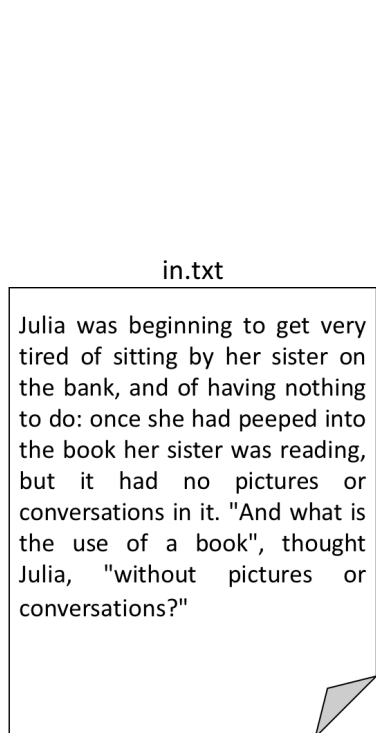 in.txt
Julia was beginning to get very
tired of sitting by her sister on
the bank, and of having nothing
to do: once she had peeped into
the book her sister was reading,
but it had no pictures or
conversations in it. "And what is
the use of a book", thought
Julia, "without pictures or
conversations?"